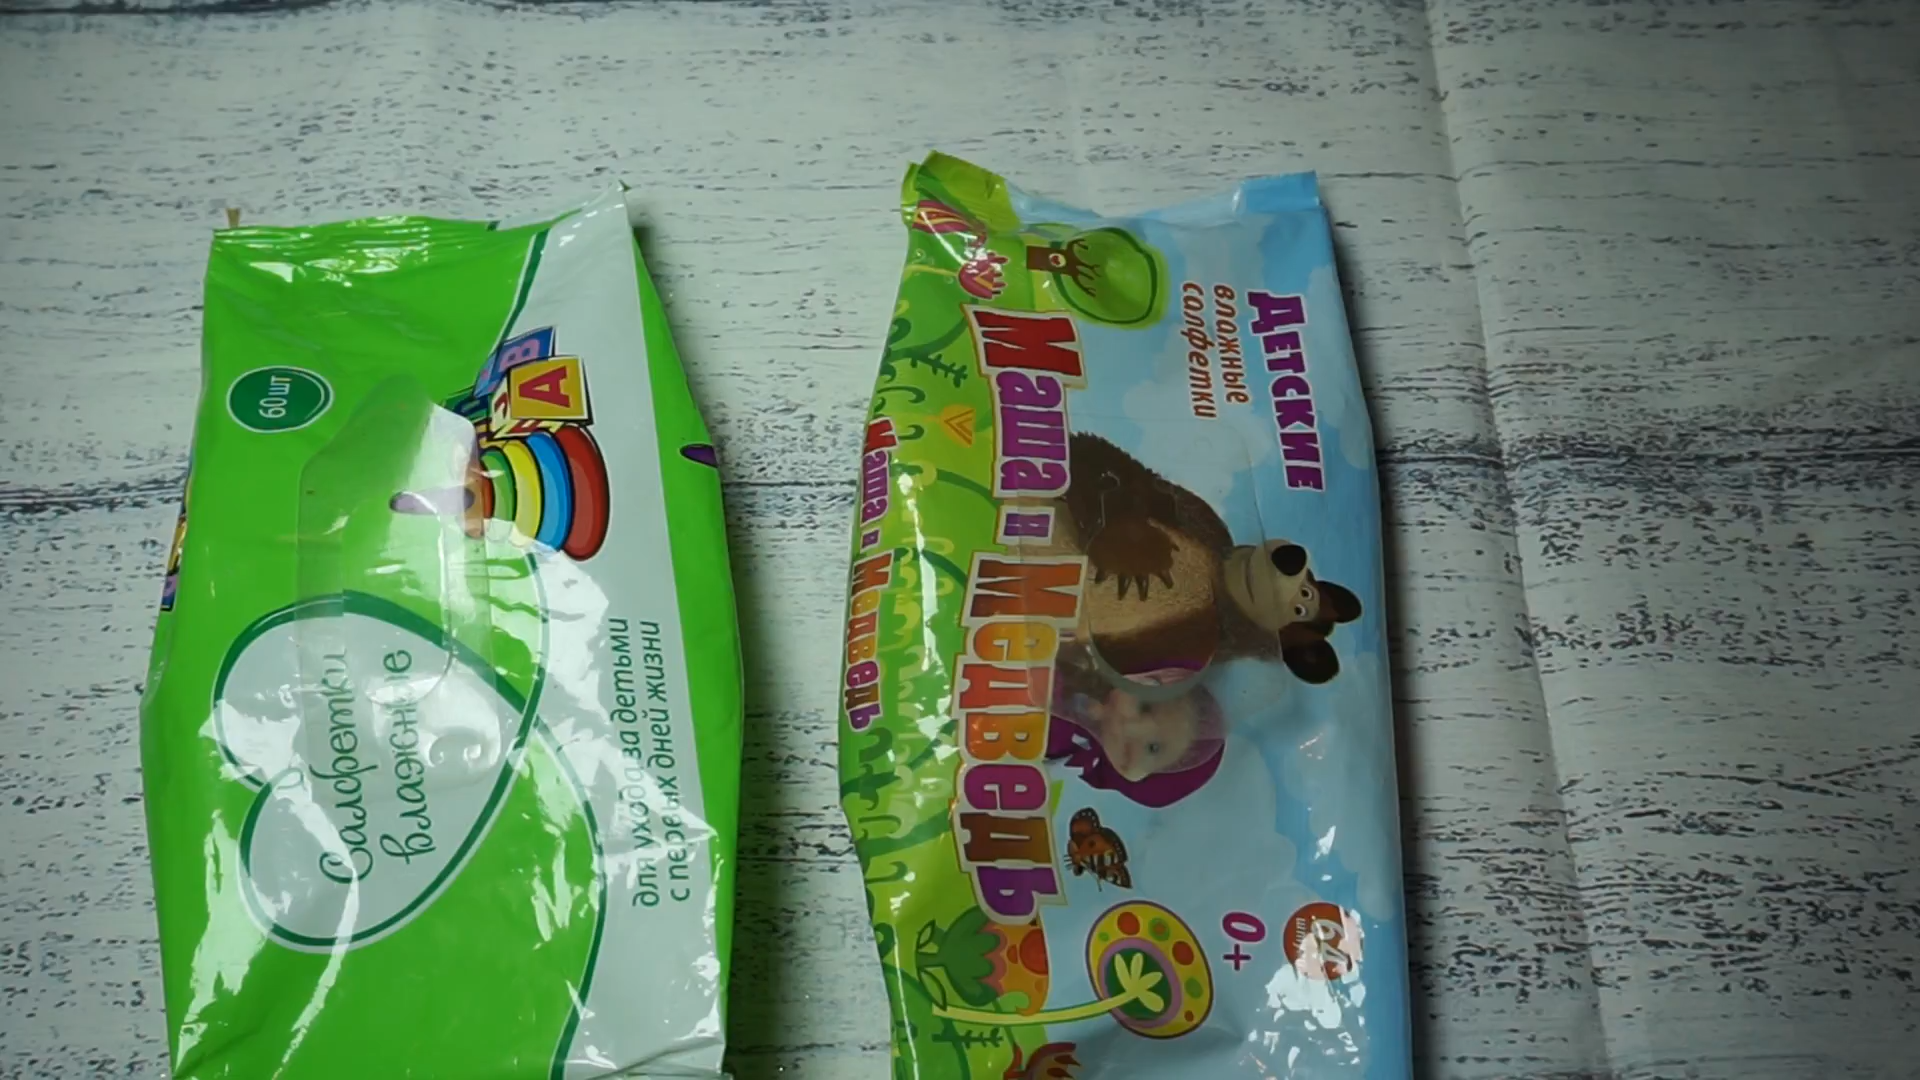 60 шт
В
А
Салфетки
влажные
для ухода за детьми
с первых дней жизни
Детские
влажные
салфетки
Маша и Медведь
Маша и Медведь
0+